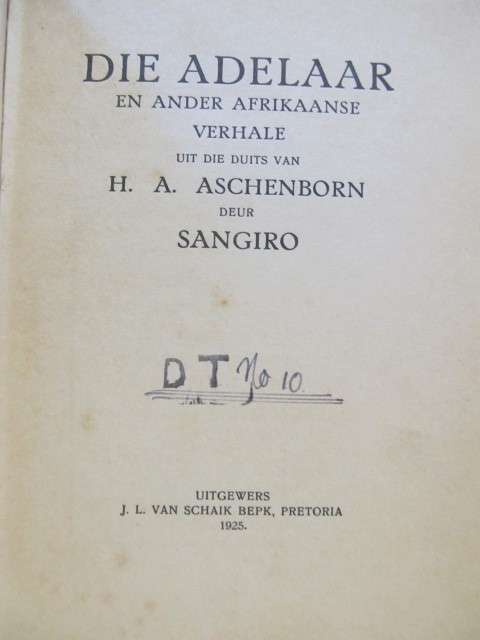 DIE ADELAAR
EN ANDER AFRIKAANSE
VERHALE
UIT DIE DUITS VAN
H. A. ASCHENBORN
DEUR
SANGIRO
D T No 10.
UITGEWERS
J. L. VAN SCHAIK BEPK, PRETORIA
1925.